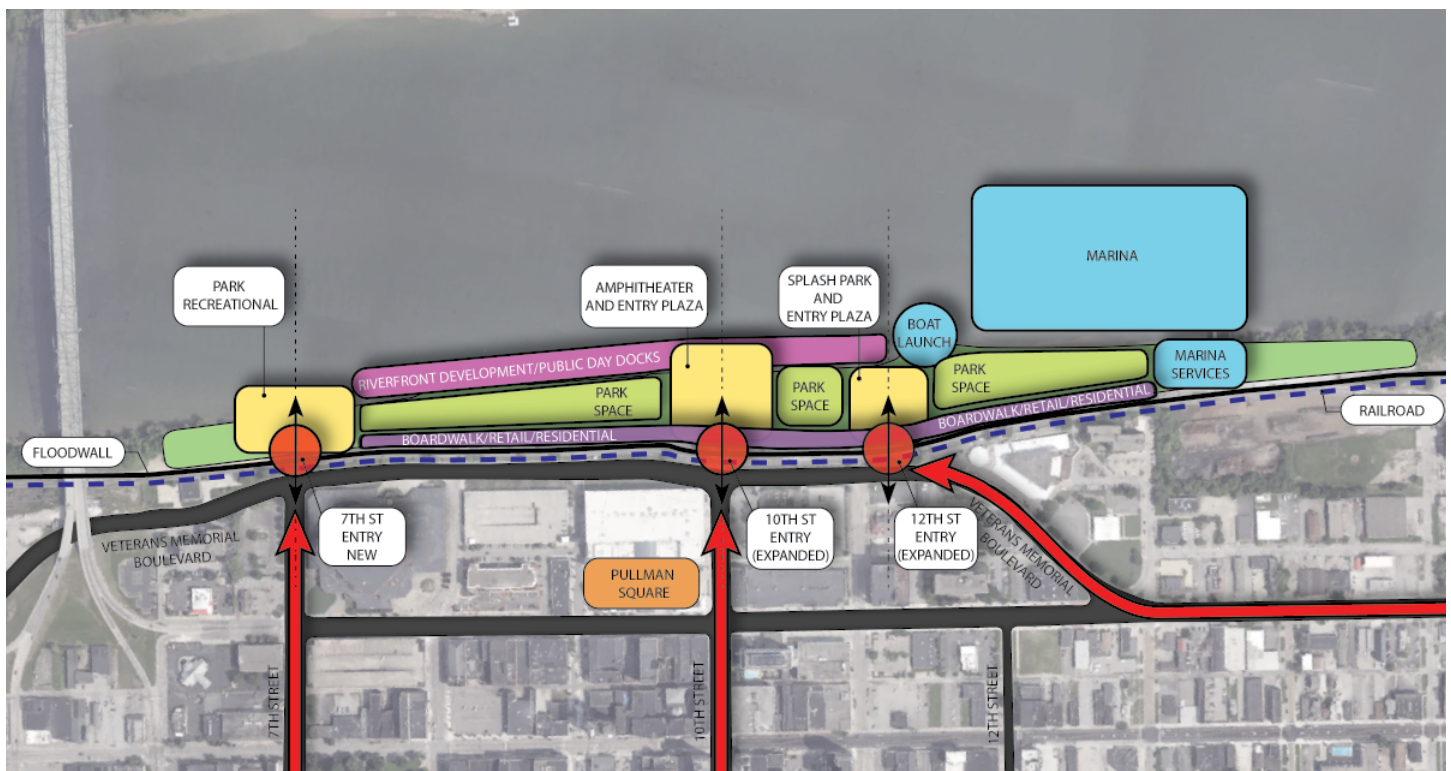 MARINA
PARK
RECREATIONAL
AMPHITHEATER
AND ENTRY PLAZA
SPLASH PARK
AND
ENTRY PLAZA
BOAT
LAUNCH
RIVERFRONT DEVELOPMENT/PUBLIC DAY DOCKS
PARK
SPACE
PARK
SPACE
PARK
SPACE
MARINA
SERVICES
BOARDWALK/RETAIL/RESIDENTIAL
BOARDWALK/RETAIL/RESIDENTIAL
RAILROAD
FLOODWALL
VETERANS MEMORIAL
BOULEVARD
7TH ST
ENTRY
NEW
10TH ST
ENTRY
(EXPANDED)
12TH ST
ENTRY
(EXPANDED)
VETERANS MEMORIAL
BOULEVARD
PULLMAN
SQUARE
7TH STREET
10TH STREET
12TH STREET